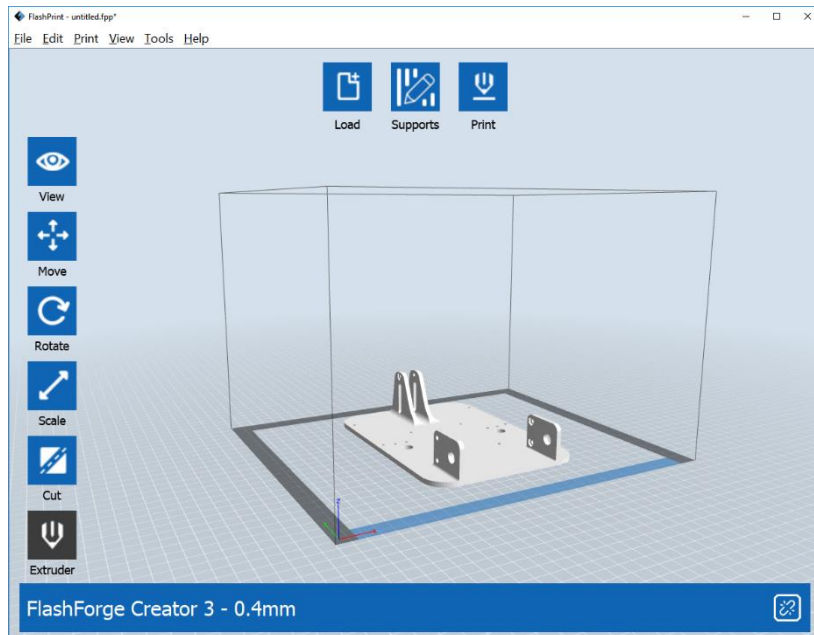 FlashPrint - untitled.fpp*
File Edit Print View Tools Help
Load Supports Print
View
Move
Rotate
Scale
Cut
Extruder
FlashForge Creator 3 - 0.4mm